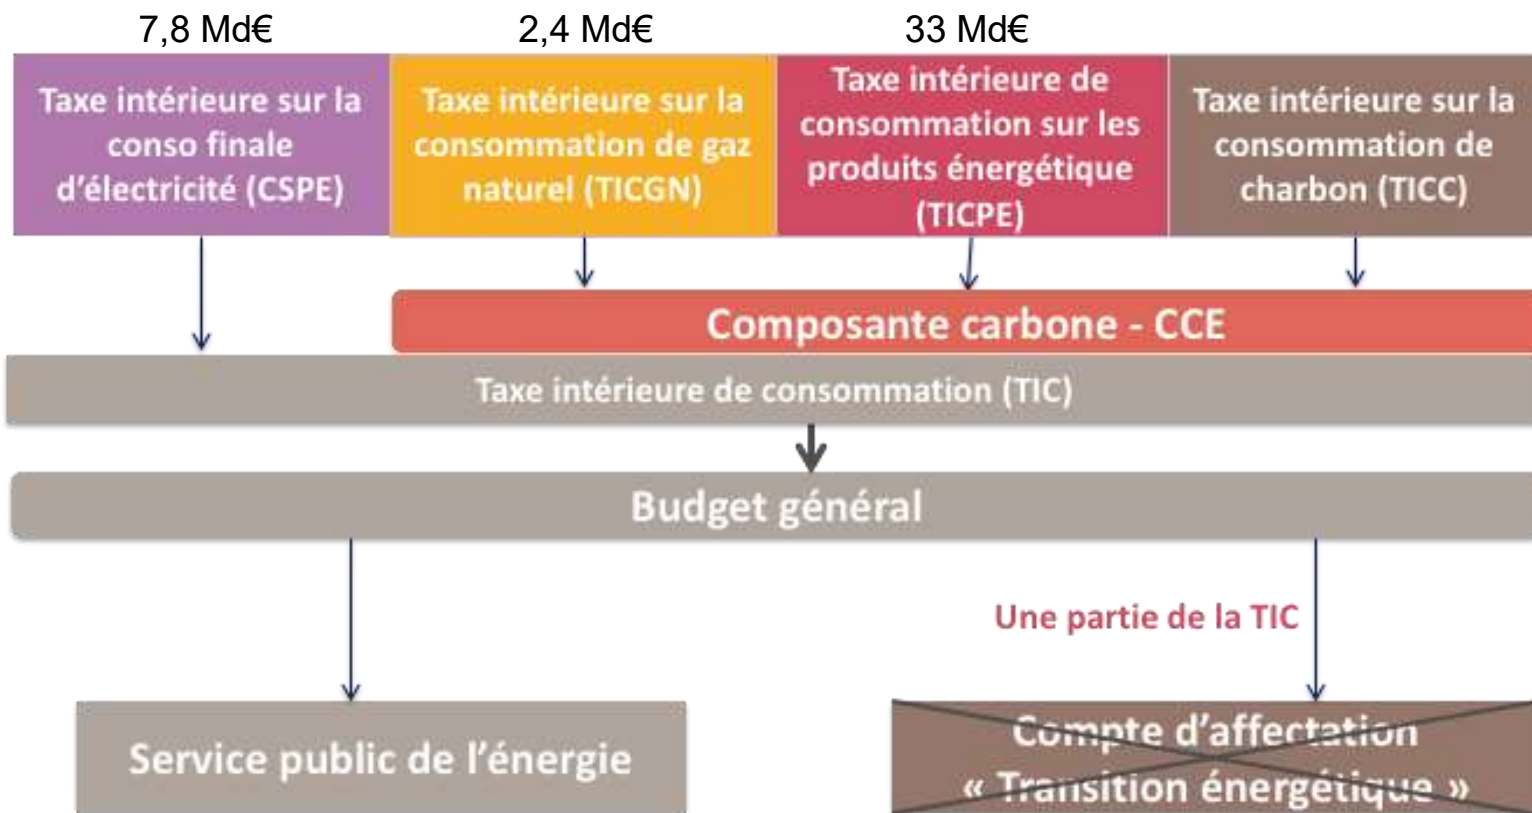 7,8 Md€
2,4 Md€
33 Md€
Taxe intérieure sur la
conso finale
d'électricité (CSPE)
Taxe intérieure sur la
consommation de gaz
naturel (TICGN)
Taxe intérieure de
consommation sur les
produits énergétique
(TICPE)
Taxe intérieure sur la
consommation de
charbon (TICC)
Composante carbone - CCE
Taxe intérieure de consommation (TIC)
Budget général
Une partie de la TIC
Service public de l'énergie
Compte d'affectation
« Transition énergétique »